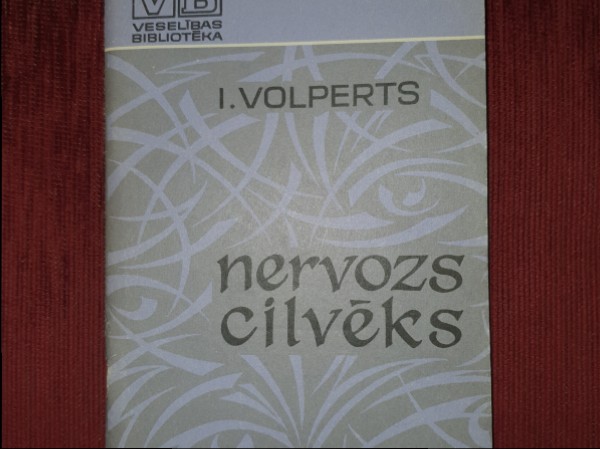 VB
VESELĪBAS
BIBLIOTĒKA
I.VOLPERTS
nervozs
cilvēks